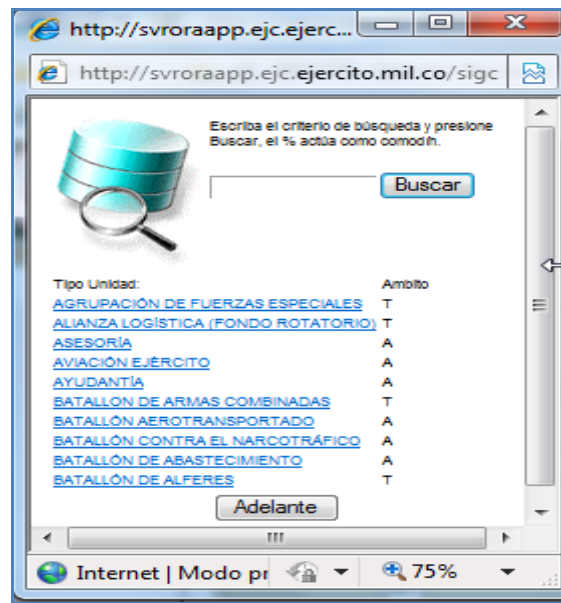 http://svroraapp.ejc.ejerc...
http://svroraapp.ejc.ejercito.mil.co/sigc
Escriba el criterio de búsqueda y presione
Buscar, el % actúa como comodín.
Buscar
Tipo Unidad: Ambito
AGRUPACIÓN DE FUERZAS ESPECIALES T
ALIANZA LOGÍSTICA (FONDO ROTATORIO) T
ASESORÍA A
AVIACIÓN EJÉRCITO A
AYUDANTÍA A
BATALLON DE ARMAS COMBINADAS T
BATALLÓN AEROTRANSPORTADO A
BATALLÓN CONTRA EL NARCOTRÁFICO A
BATALLÓN DE ABASTECIMIENTO A
BATALLÓN DE ALFERES T
Adelante
Internet | Modo pr 75%